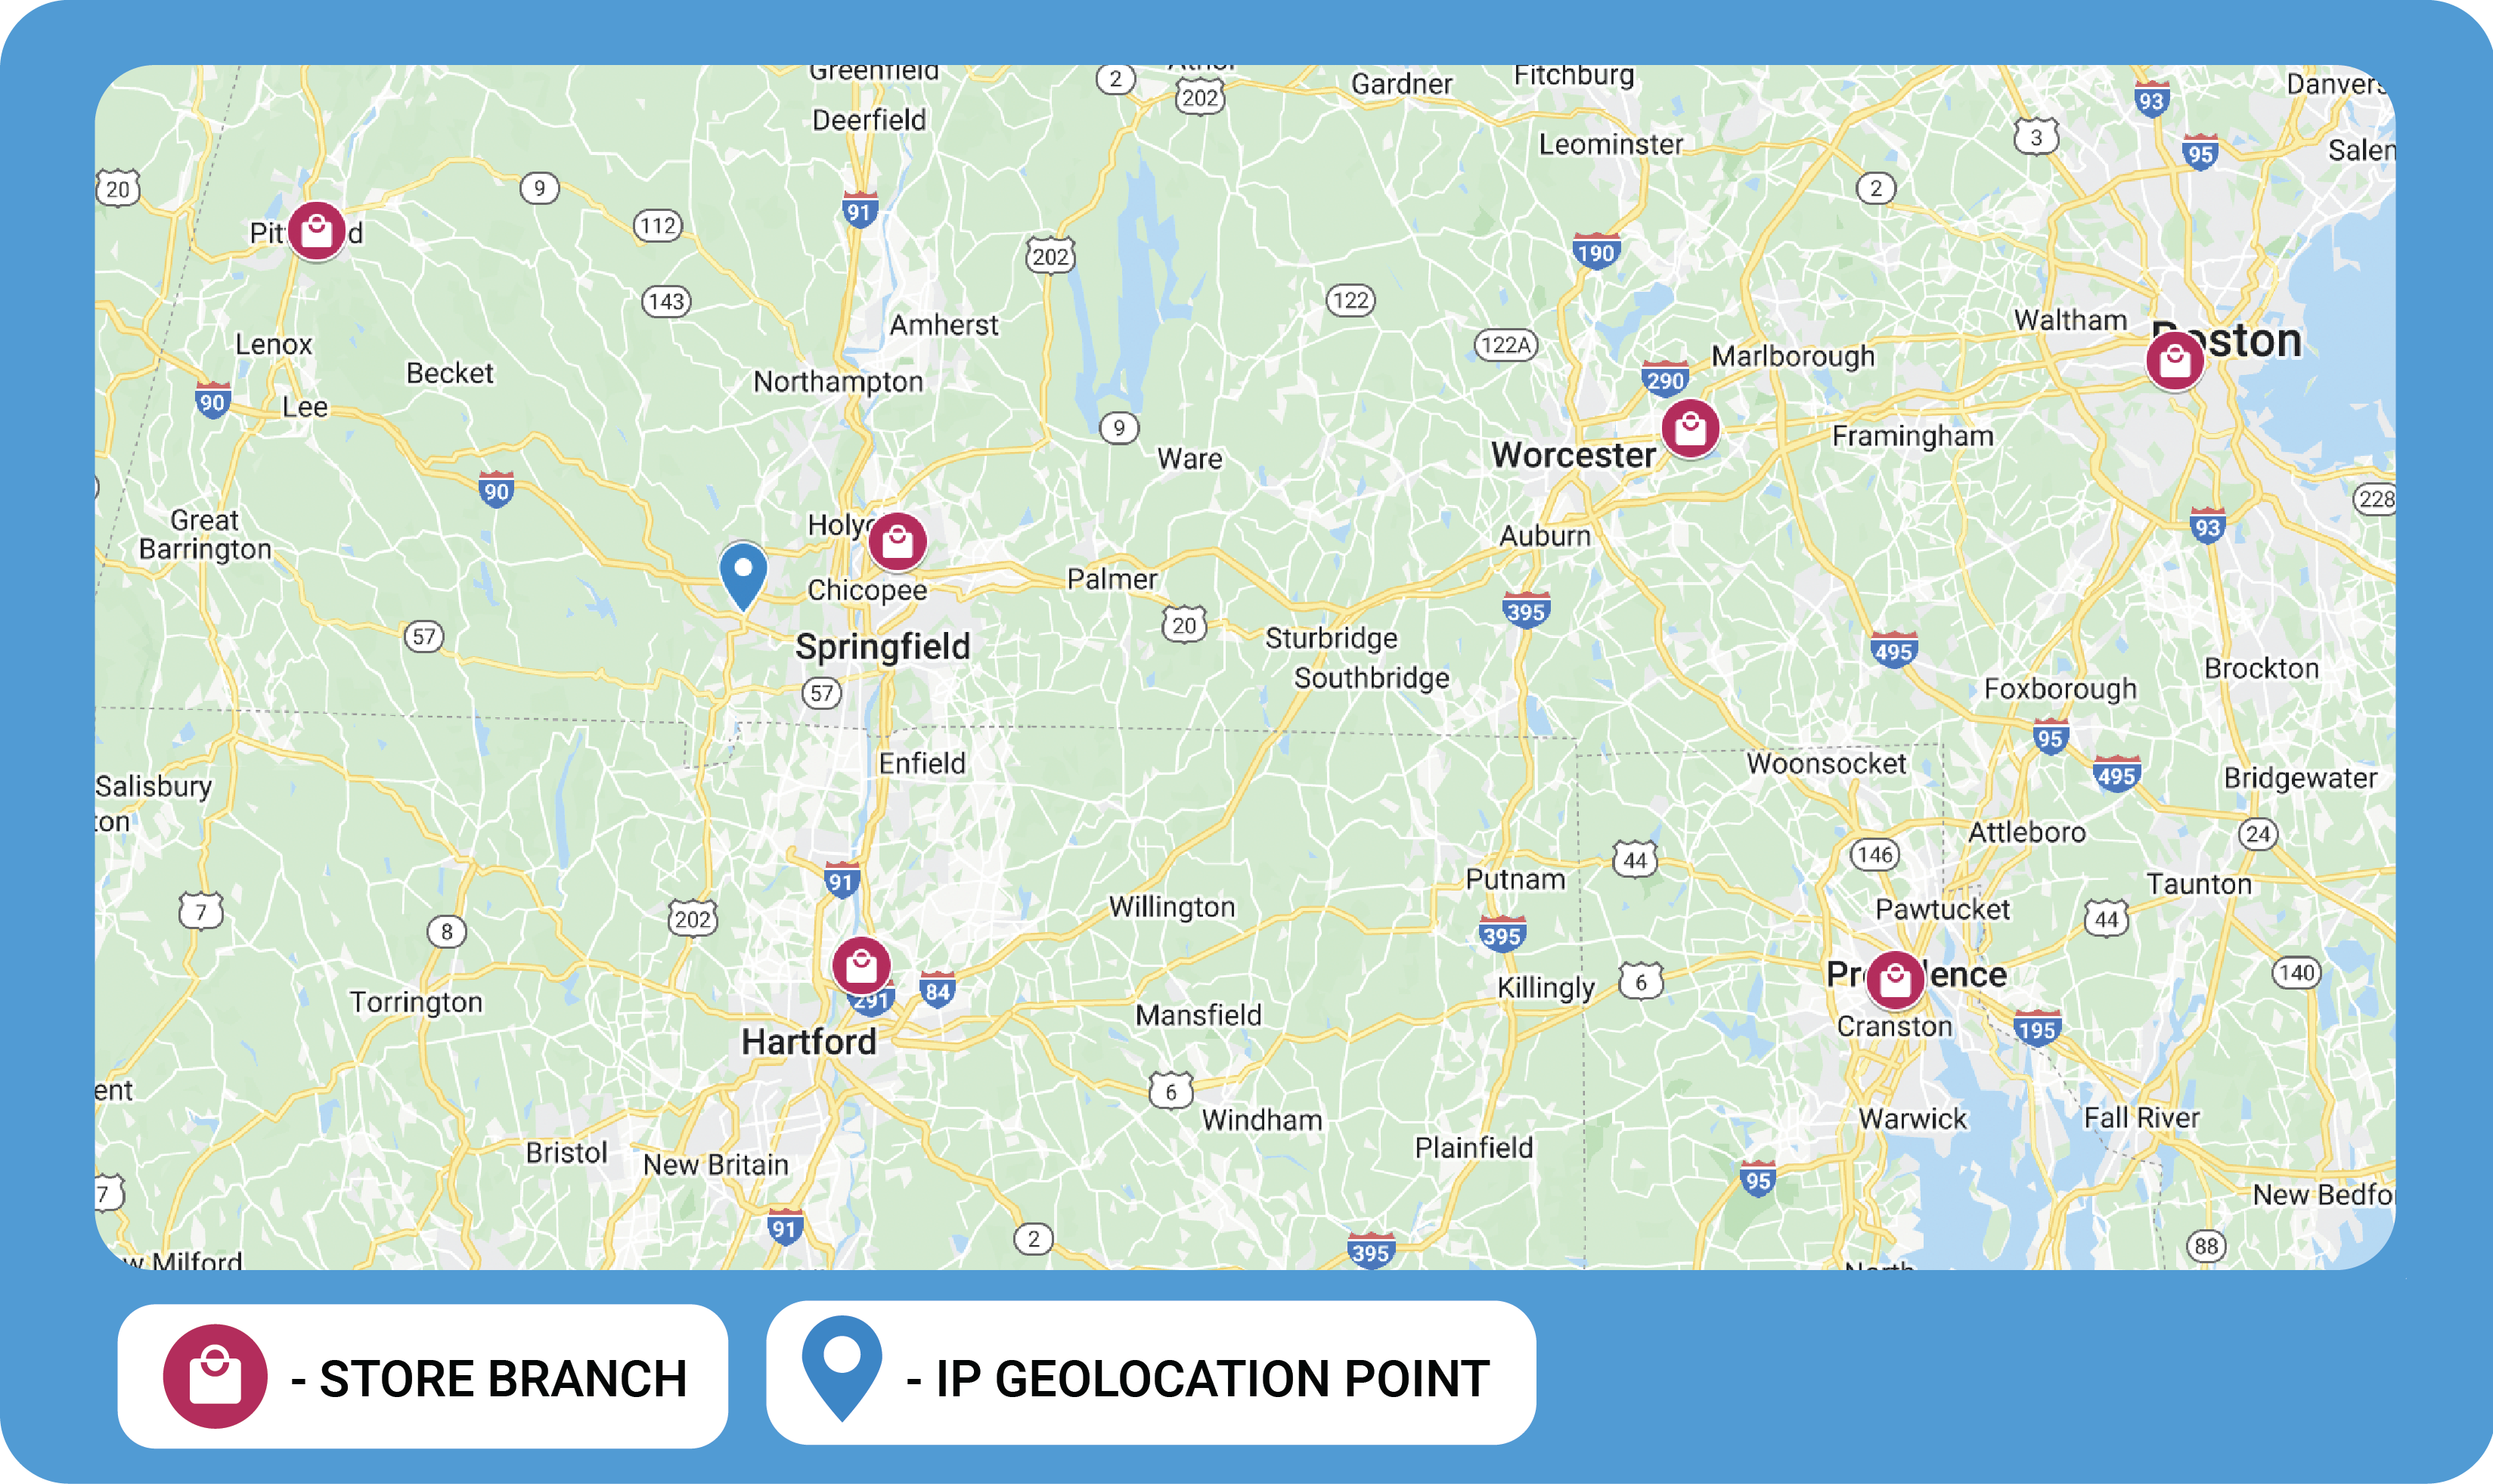 Greenfield
Gardner
Fitchburg
Danvers
2
202
93
Deerfield
3
Leominster
95
Salem
20
9
2
91
112
Pit
d
202
190
143
122
Amherst
Waltham
122A
Boston
Lenox
Marlborough
Becket
Northampton
290
90
Lee
9
Framingham
Worcester
Ware
90
228
Great
Barrington
Holyo
93
Auburn
Palmer
Chicopee
395
20
57
Sturbridge
Springfield
495
Southbridge
Brockton
57
Foxborough
95
Enfield
Woonsocket
495
Bridgewater
Salisbury
ton
Attleboro
24
146
44
91
Putnam
Taunton
7
Willington
Pawtucket
202
44
8
395
Pr
dence
140
84
6
291
Killingly
Torrington
Mansfield
Cranston
195
Hartford
ent
6
Windham
Warwick
Fall River
Plainfield
Bristol
New Britain
95
7
New Bedfo
91
2
395
88
w Milford
North
- STORE BRANCH
- IP GEOLOCATION POINT